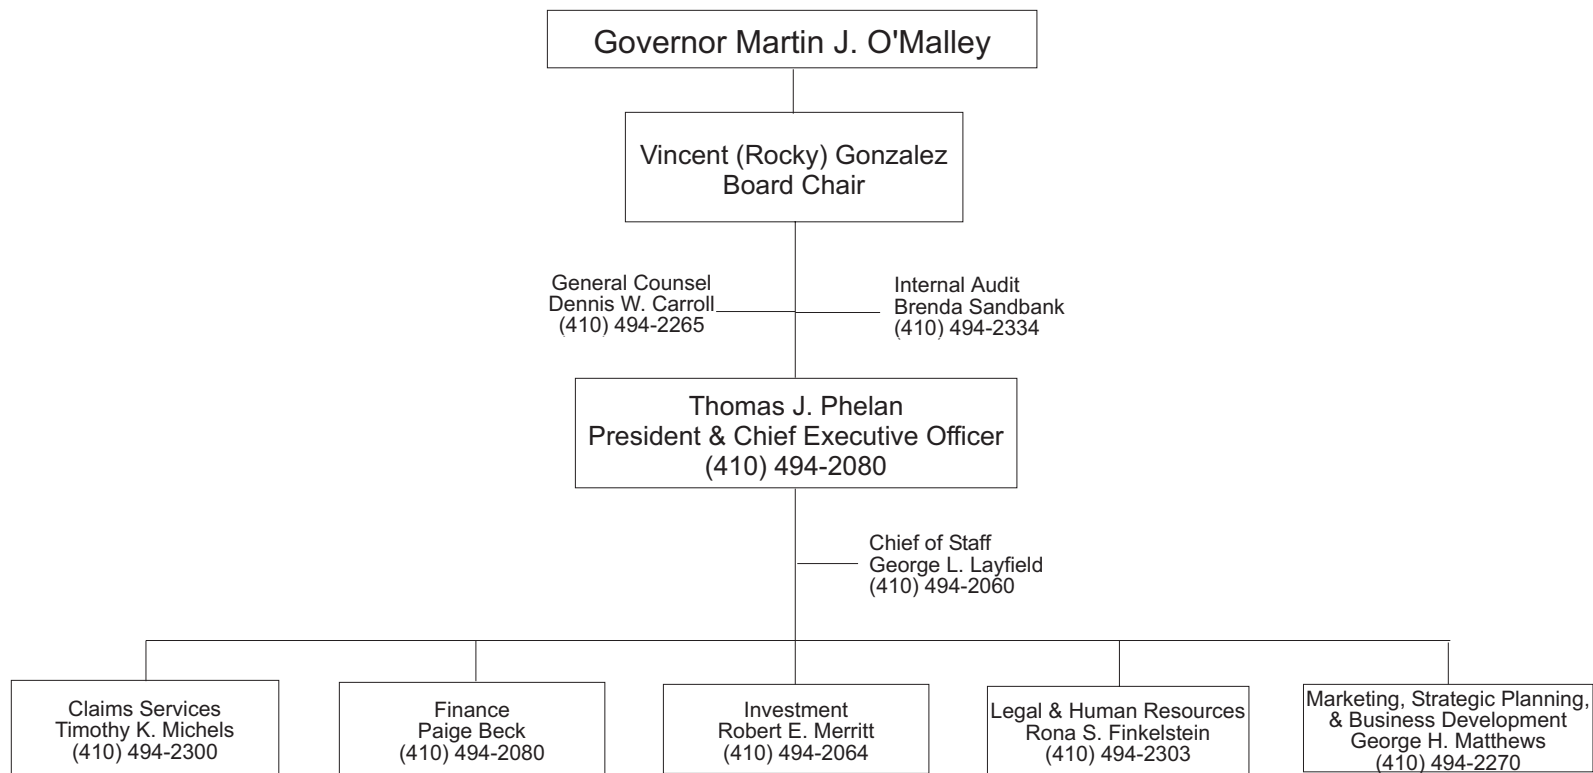 Governor Martin J. O'Malley
Vincent (Rocky) Gonzalez
Board Chair
General Counsel
Dennis W. Carroll
(410) 494-2265
Internal Audit
Brenda Sandbank
(410) 494-2334
Thomas J. Phelan
President & Chief Executive Officer
(410) 494-2080
Chief of Staff
George L. Layfield
(410) 494-2060
Claims Services
Timothy K. Michels
(410) 494-2300
Finance
Paige Beck
(410) 494-2080
Investment
Robert E. Merritt
(410) 494-2064
Legal & Human Resources
Rona S. Finkelstein
(410) 494-2303
Marketing, Strategic Planning,
& Business Development
George H. Matthews
(410) 494-2270